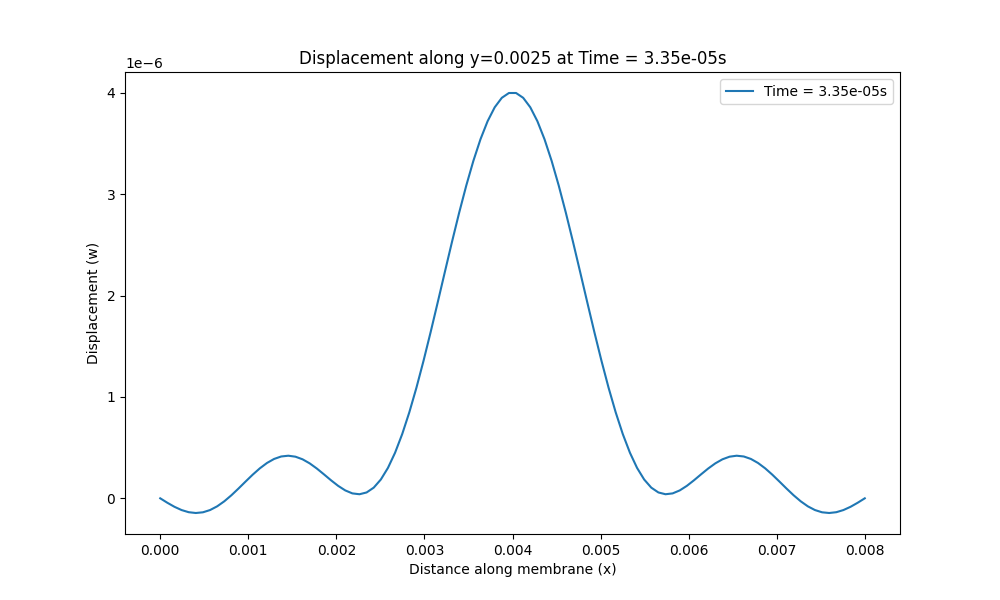 Displacement along y=0.0025 at Time = 3.35e-05s
1e−6
Time = 3.35e-05s
4
3
2
1
0
Displacement (w)
0.000 0.001 0.002 0.003 0.004 0.005 0.006 0.007 0.008
Distance along membrane (x)